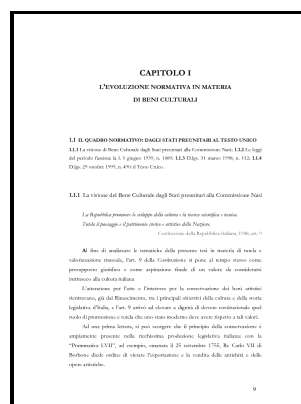 CAPITOLO I
L'EVOLUZIONE NORMATIVA IN MATERIA
DI BENI CULTURALI
1.1 IL QUADRO NORMATIVO: DAGLI STATI PREUNITARI AL TESTO UNICO
1.1.1 La visione di Bene Culturale dagli Stati preunitari alla Commissione Nasi; 1.1.2 Le leggi
del periodo fascista la l. 1 giugno 1939, n. 1089; 1.1.3 D.lgs. 31 marzo 1998, n. 112; 1.1.4
D.lgs. 29 ottobre 1999, n. 490: il Testo Unico.
1.1.1 La visione del Bene Culturale dagli Stati preunitari alla Commissione Nasi
La Repubblica promuove lo sviluppo della cultura e la ricerca scientifica e tecnica.
Tutela il paesaggio e il patrimonio storico e artistico della Nazione.
Costituzione della Repubblica Italiana, 1948; art. 9
Al fine di analizzare le tematiche della presente tesi in materia di tutela e
valorizzazione museale, l'art. 9 della Costituzione si pone al tempo stesso come
presupposto giuridico e come aspirazione finale di un valore da considerarsi
intrinseco alla cultura italiana
L'attenzione per l'arte e l'interesse per la conservazione dei beni artistici
rientravano, già dal Rinascimento, tra i principali obiettivi della cultura e della storia
legislativa d'Italia, e l'art. 9 arrivò ad elevare a dignità di dovere costituzionale quel
ruolo di promozione e tutela che uno stato moderno deve avere rispetto a tali valori.
Ad una prima lettura, si può scorgere che il principio della conservazione è
ampiamente presente nella ricchissima produzione legislativa italiana: con la
"Prammatica LVII", ad esempio, emanata il 25 settembre 1755, Re Carlo VII di
Borbone diede ordine di vietare l'esportazione e la vendita delle antichità e delle
opere artistiche.
9